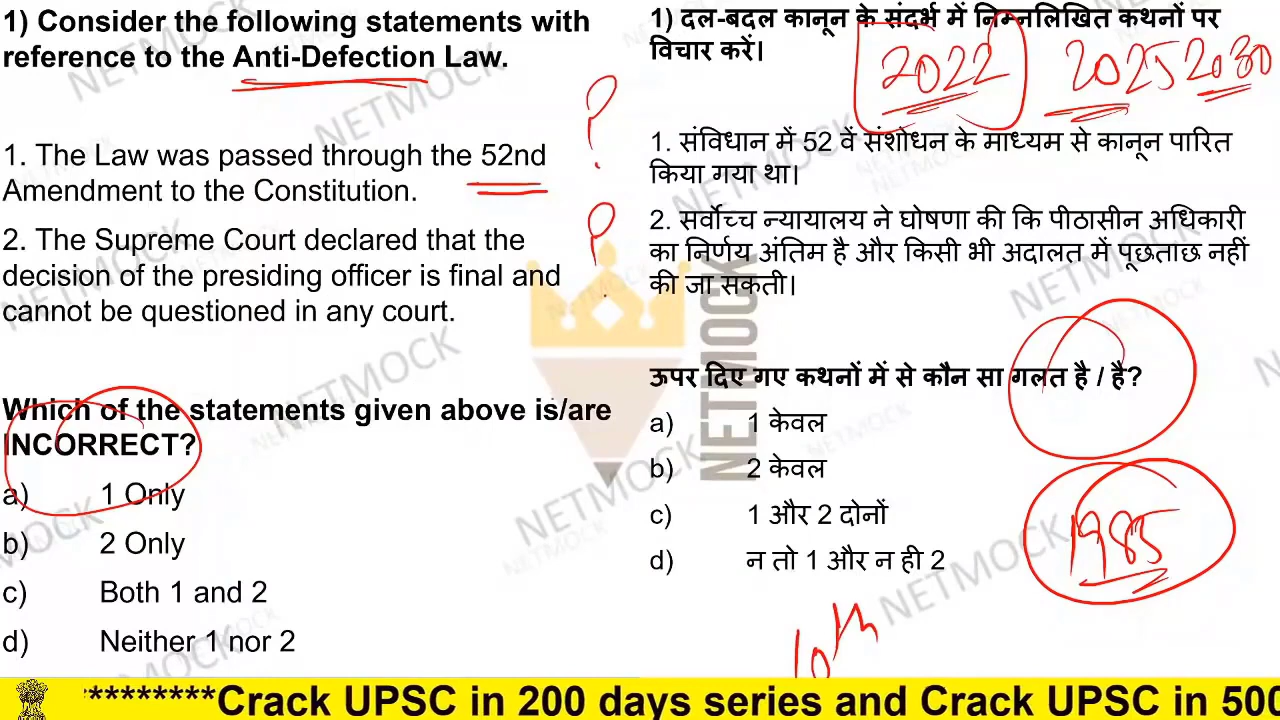 1) Consider the following statements with
reference to the Anti-Defection Law.
1. The Law was passed through the 52nd
Amendment to the Constitution.
2. The Supreme Court declared that the
decision of the presiding officer is final and
cannot be questioned in any court.
Which of the statements given above is/are
INCORRECT?
a) 1 Only
b) 2 Only
c) Both 1 and 2
d) Neither 1 nor 2
1) दल-बदल कानून के संदर्भ में निम्नलिखित कथनों पर
विचार करें।
2022 2025 2030
1. संविधान में 52 वें संशोधन के माध्यम से कानून पारित
किया गया था।
2. सर्वोच्च न्यायालय ने घोषणा की कि पीठासीन अधिकारी
का निर्णय अंतिम है और किसी भी अदालत में पूछताछ नहीं
की जा सकती।
ऊपर दिए गए कथनों में से कौन सा गलत है / है?
a) 1 केवल
b) 2 केवल
c) 1 और 2 दोनों
d) न तो 1 और न ही 2
?
?
1985
10th
NETMOCK
*********Crack UPSC in 200 days series and Crack UPSC in 500